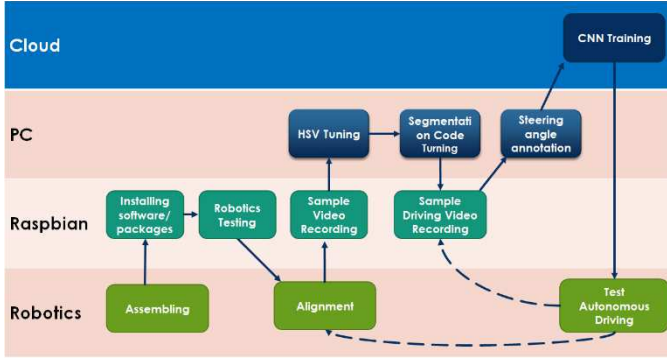 Cloud
CNN Training
PC
HSV Tuning
Segmentati
on Code
Turning
Steering
angle
annotation
Raspbian
Installing
software/
packages
Robotics
Testing
Sample
Video
Recording
Sample
Driving Video
Recording
Robotics
Assembling
Alignment
Test
Autonomous
Driving